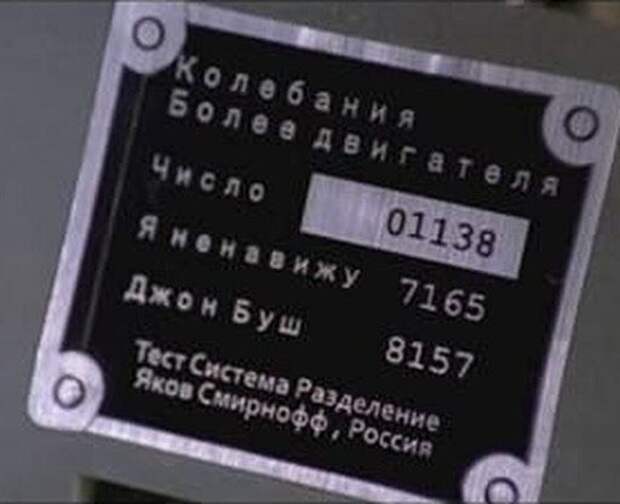 Колебания
Более двигателя
Число 01138
Я ненавижу 7165
Джон Буш 8157
Тест Система Разделение
Яков Смирнофф, Россия